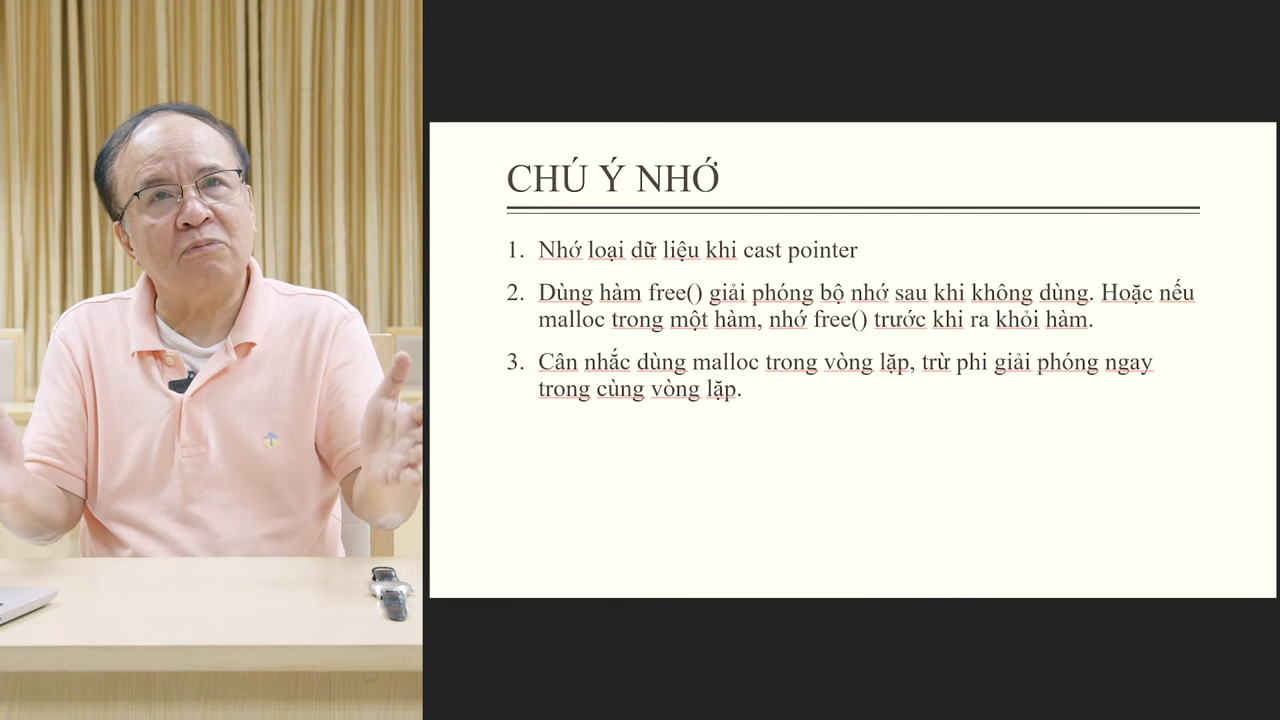 CHÚ Ý NHỚ
1. Nhớ loại dữ liệu khi cast pointer
2. Dùng hàm free() giải phóng bộ nhớ sau khi không dùng. Hoặc nếu
malloc trong một hàm, nhớ free() trước khi ra khỏi hàm.
3. Cân nhắc dùng malloc trong vòng lặp, trừ phi giải phóng ngay
trong cùng vòng lặp.